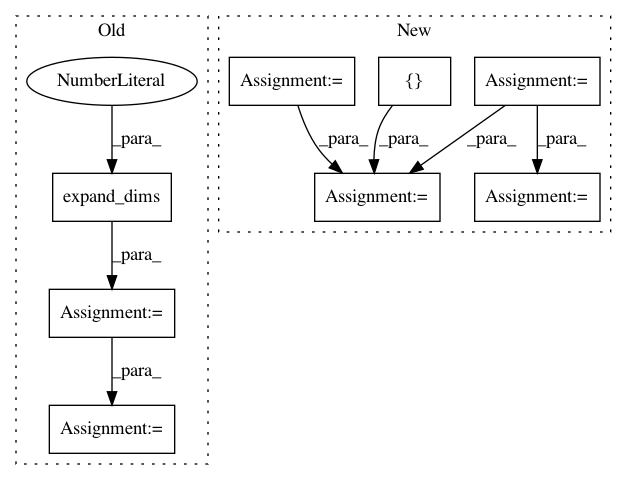 Old
New
NumberLiteral
Assignment:=
{}
Assignment:=
_para_
_para_
_para_
_para_
_para_
expand_dims
Assignment:=
Assignment:=
_para_
Assignment:=
_para_
Assignment:=